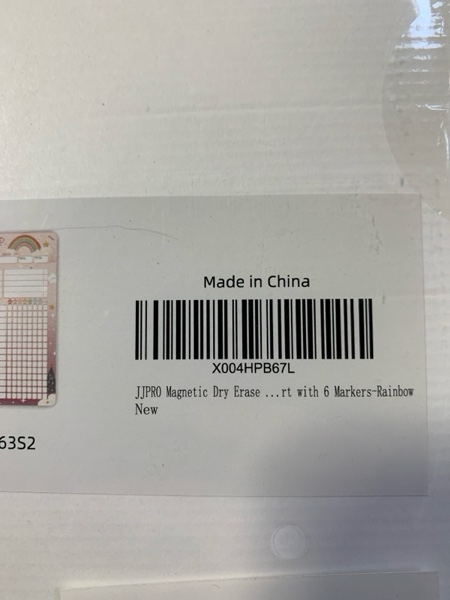 Made in China
X004HPB67L
JJPRO Magnetic Dry Erase ...rt with 6 Markers-Rainbow
New
63S2